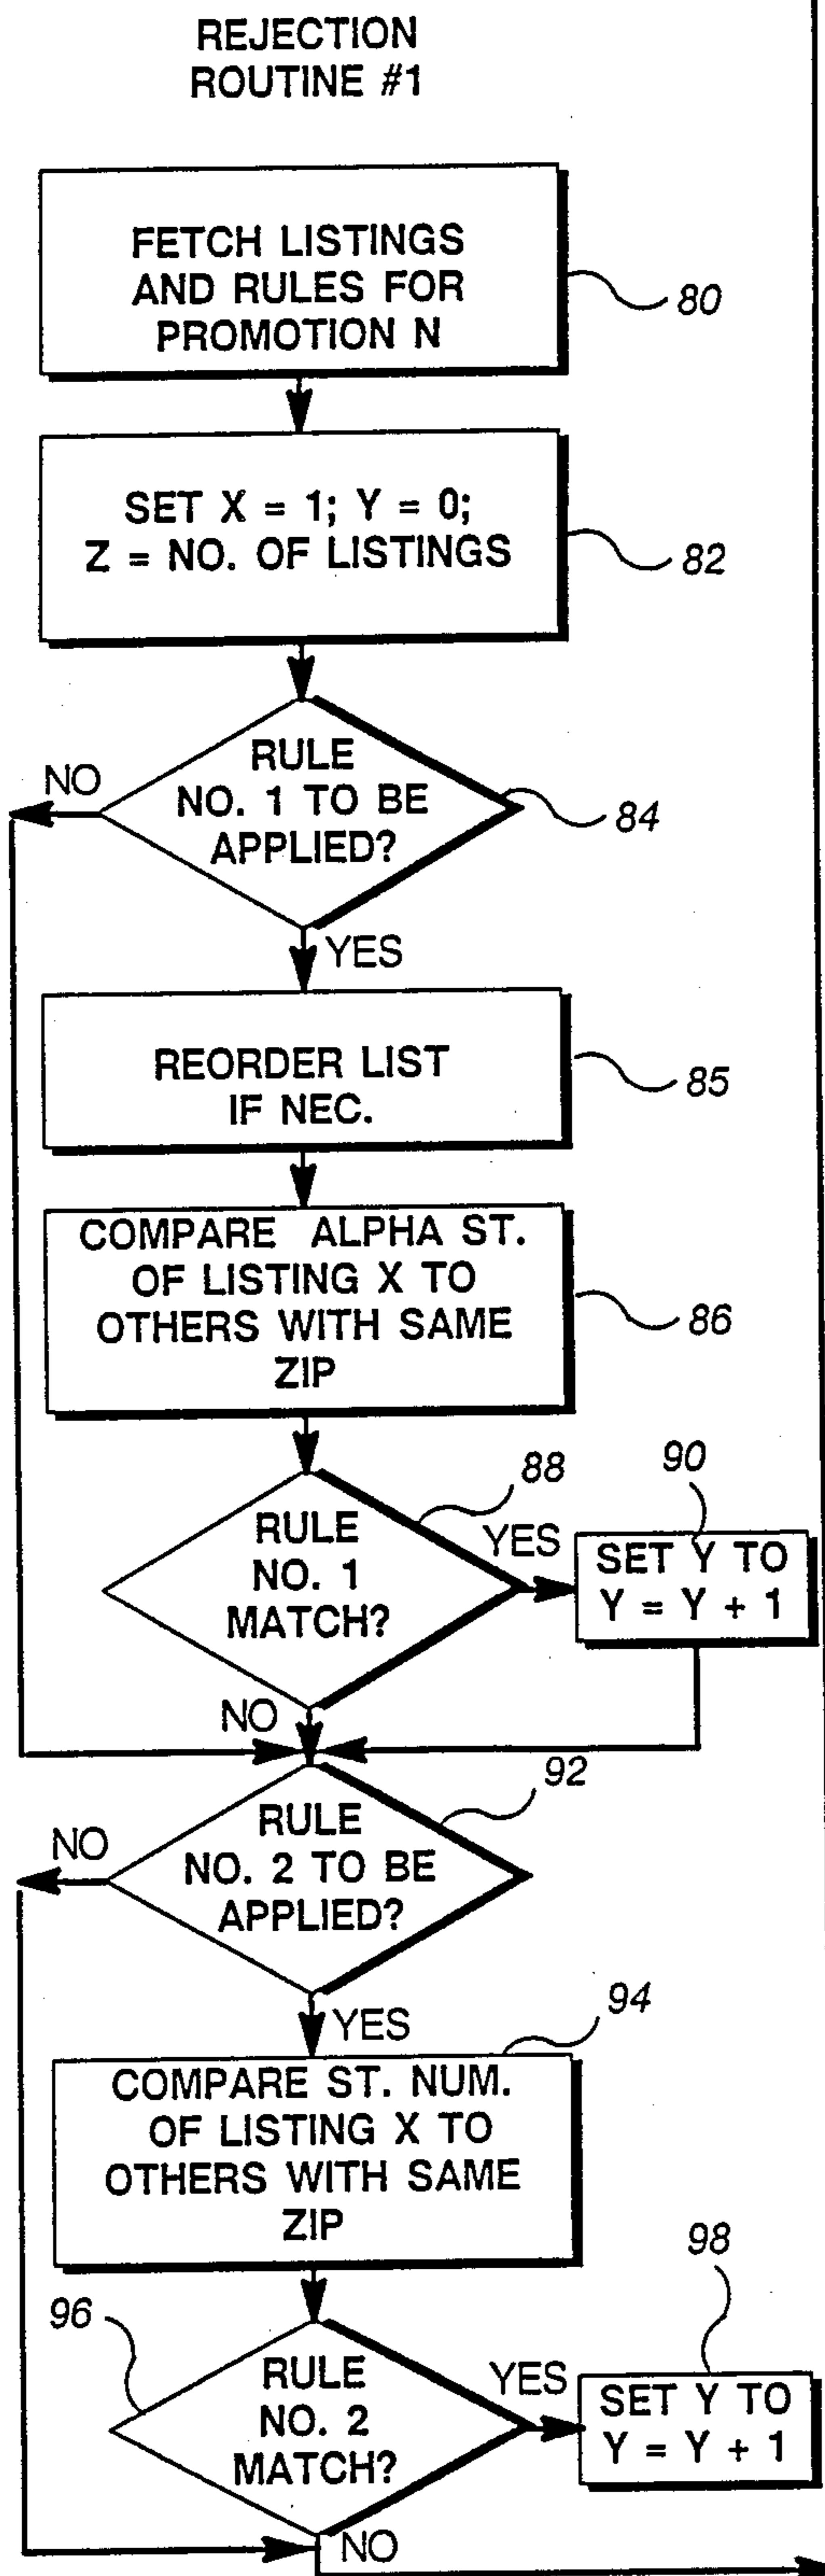 REJECTION
ROUTINE #1
FETCH LISTINGS
AND RULES FOR
PROMOTION N
80
SET X = 1; Y = 0;
Z = NO. OF LISTINGS
82
RULE
NO. 1 TO BE
APPLIED?
NO
84
YES
REORDER LIST
IF NEC.
85
COMPARE ALPHA ST.
OF LISTING X TO
OTHERS WITH SAME
ZIP
86
88
90
RULE
NO. 1
MATCH?
YES
SET Y TO
Y = Y + 1
NO
92
RULE
NO. 2 TO BE
APPLIED?
NO
YES
94
COMPARE ST. NUM.
OF LISTING X TO
OTHERS WITH SAME
ZIP
96
98
RULE
NO. 2
MATCH?
YES
SET Y TO
Y = Y + 1
NO